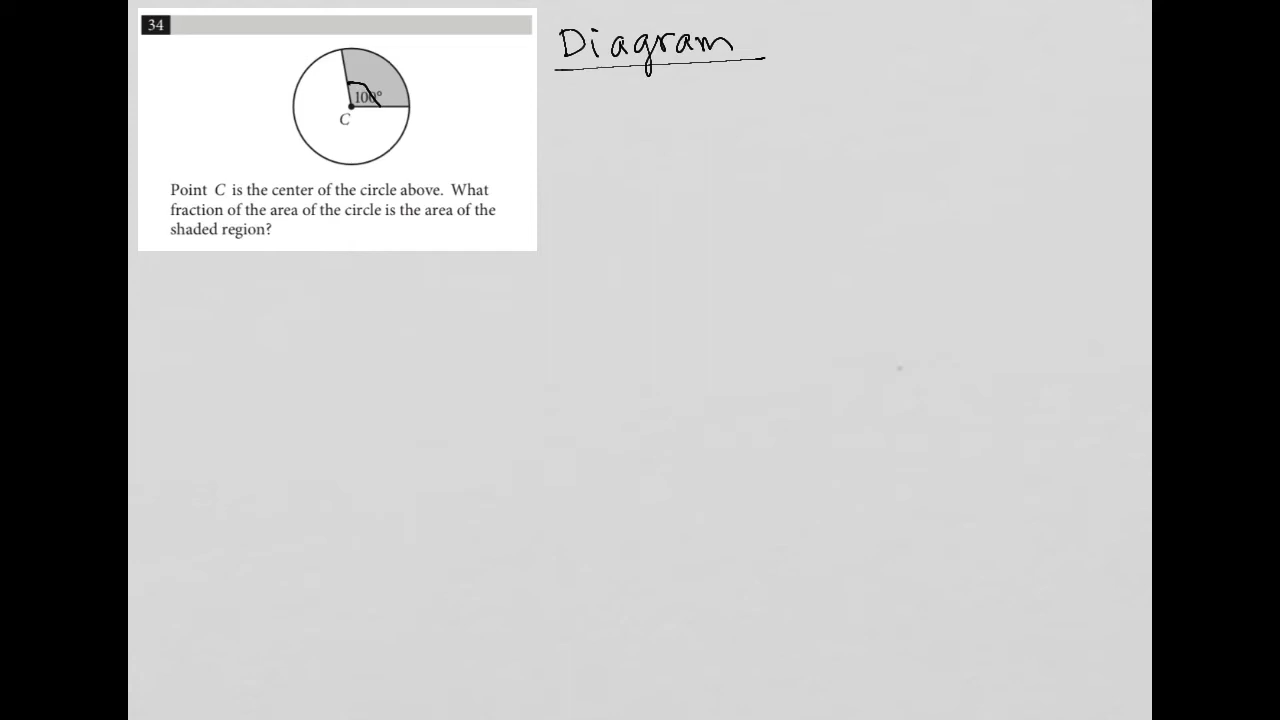 34
Diagram
100°
C
Point C is the center of the circle above. What
fraction of the area of the circle is the area of the
shaded region?